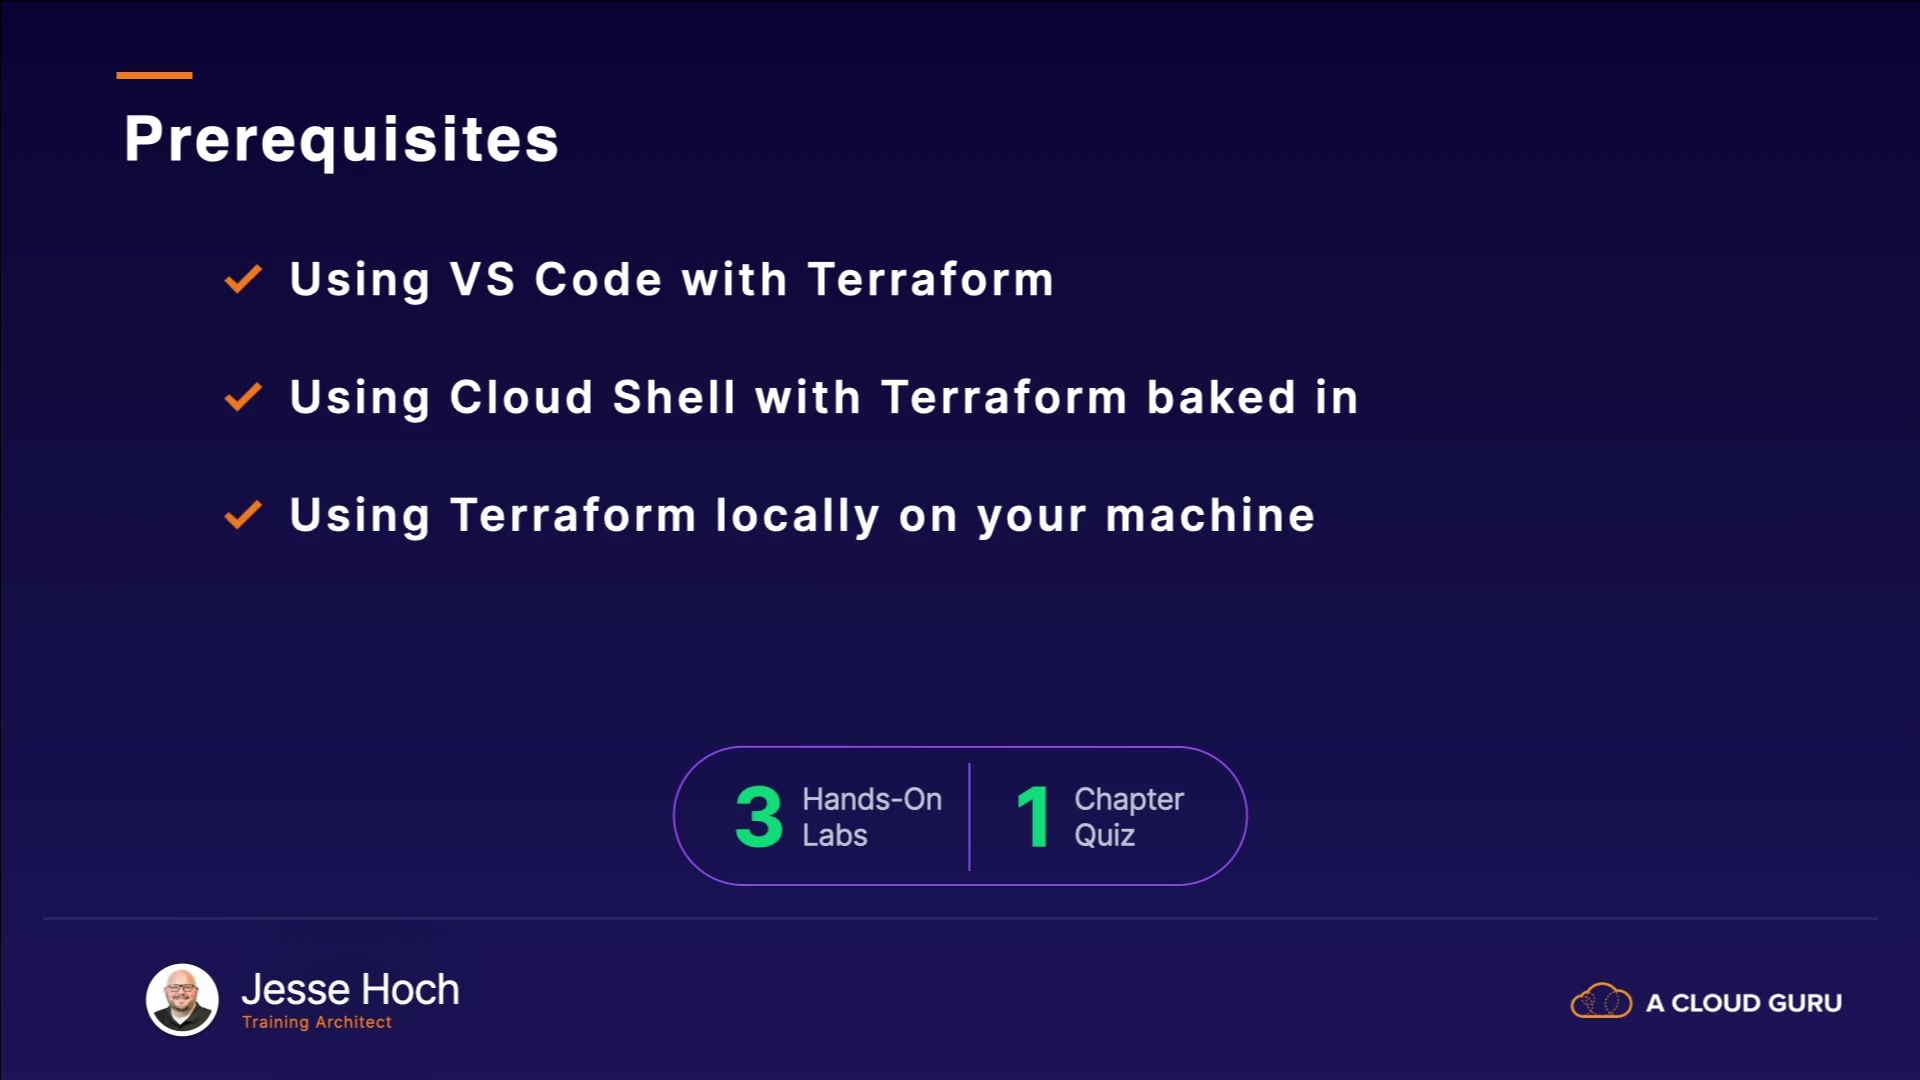 Prerequisites
Using VS Code with Terraform
Using Cloud Shell with Terraform baked in
Using Terraform locally on your machine
3 Hands-On
Labs
1 Chapter
Quiz
Jesse Hoch
Training Architect
A CLOUD GURU